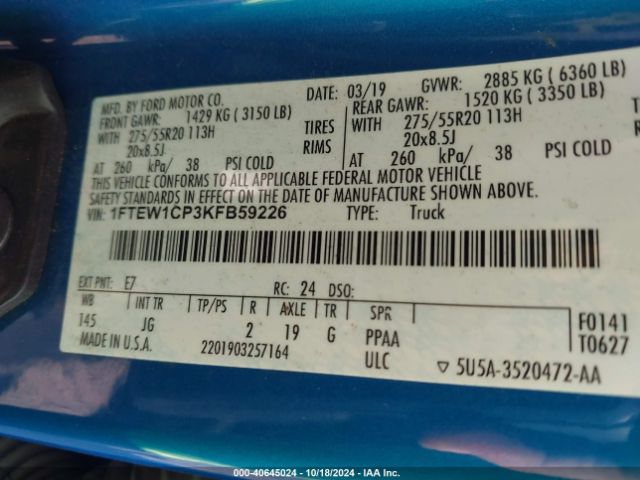 MFD. BY FORD MOTOR CO.
DATE: 03/19 GVWR: 2885 KG ( 6360 LB)
FRONT GAWR: 1429 KG ( 3150 LB)
REAR GAWR: 1520 KG ( 3350 LB)
WITH 275/55R20 113H TIRES
WITH 275/55R20 113H TIRES
20x8.5J RIMS
20x8.5J RIMS
AT 260 kPa/ 38 PSI COLD
AT 260 kPa/ 38 PSI COLD
THIS VEHICLE CONFORMS TO ALL APPLICABLE FEDERAL MOTOR VEHICLE
SAFETY STANDARDS IN EFFECT ON THE DATE OF MANUFACTURE SHOWN ABOVE.
VIN: 1FTEW1CP3KFB59226 TYPE: Truck
EXT PNT: E7 RC: 24 DSO:
WB INT TR TP/PS R AXLE TR SPR
145 JG 2 19 G PPAA
F0141
T0627
MADE IN U.S.A. 2201903257164 ULC
▽ 5U5A-3520472-AA
000-40645024 | 10/18/2024 | IAA Inc.